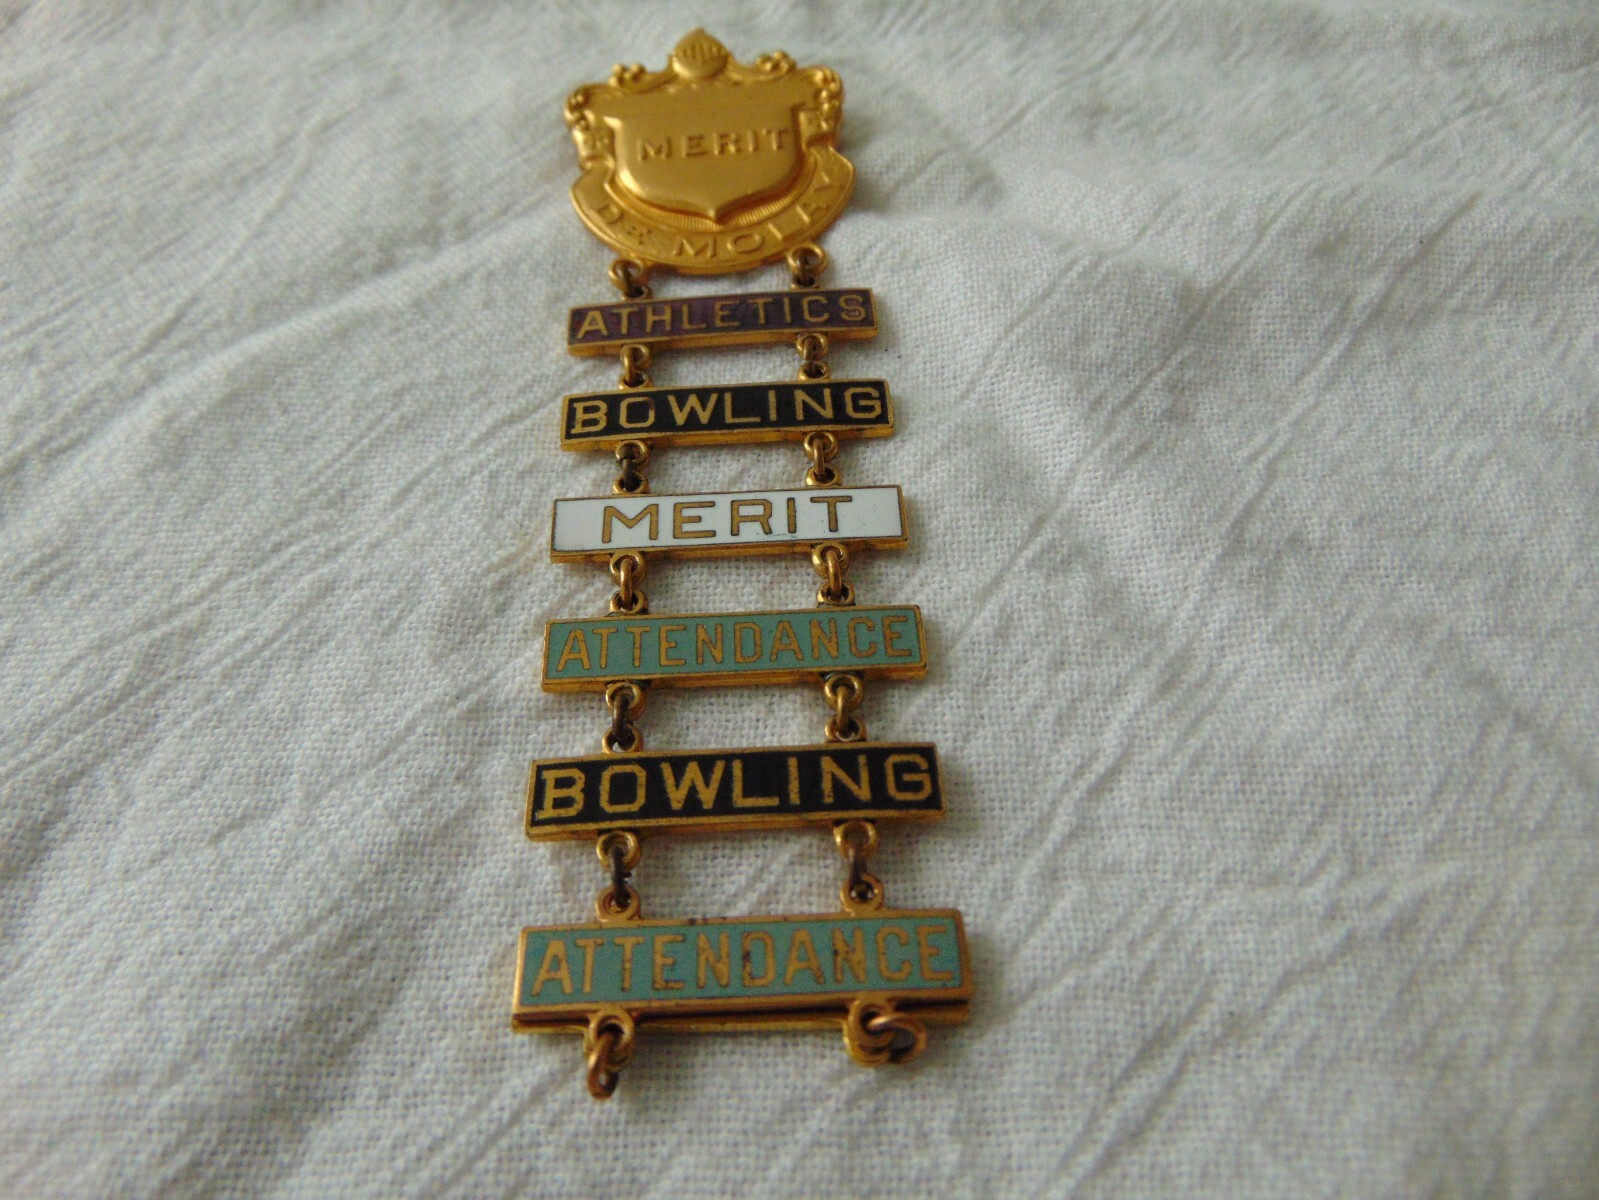 MERIT
DE MOLAY
ATHLETICS
BOWLING
MERIT
ATTENDANCE
BOWLING
ATTENDANCE